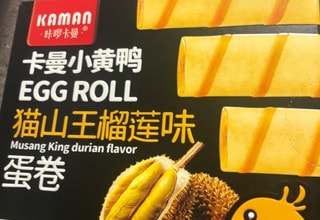 KAMAN
咔啰卡曼
卡曼小黄鸭
EGG ROLL
猫山王榴莲味
Musang King durian flavor
蛋卷